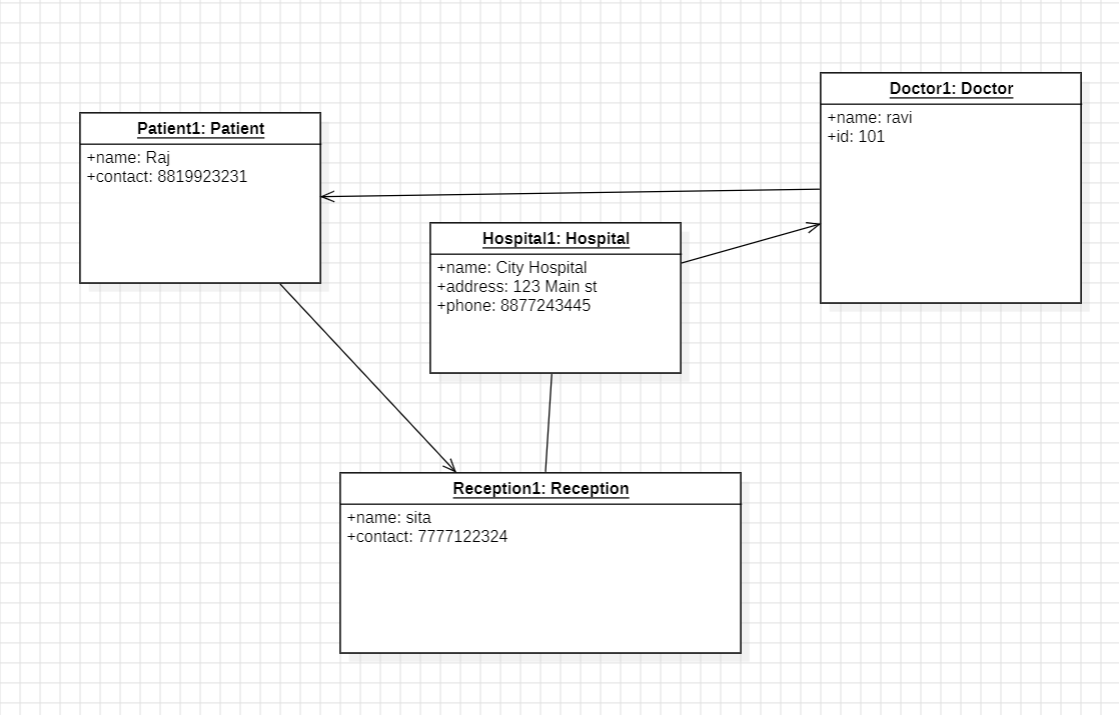 Patient1: Patient
+name: Raj
+contact: 8819923231
Doctor1: Doctor
+name: ravi
+id: 101
Hospital1: Hospital
+name: City Hospital
+address: 123 Main st
+phone: 8877243445
Reception1: Reception
+name: sita
+contact: 7777122324